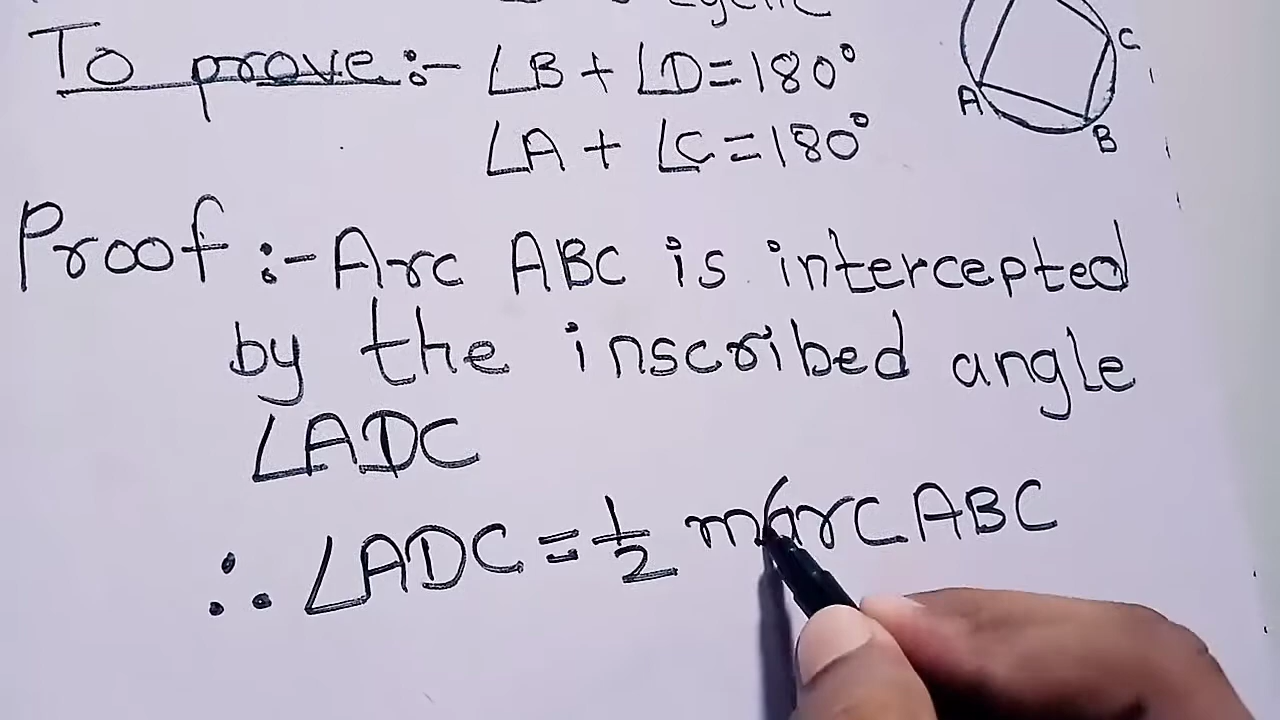 cyclic
To prove:- ∠B + ∠D = 180°
∠A + ∠C = 180°
Proof :- Arc ABC is intercepted
by the inscribed angle
∠ADC
∴ ∠ADC = 1/2 m(arc ABC
C
A
B